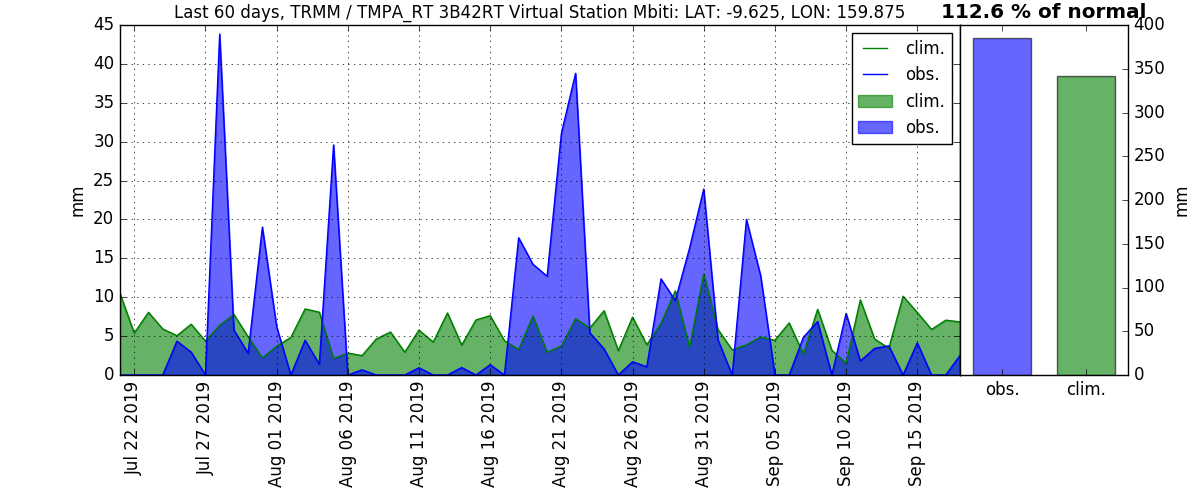 Last 60 days, TRMM / TMPA_RT 3B42RT Virtual Station Mbiti: LAT: -9.625, LON: 159.875
112.6 % of normal
45
40
35
30
25
20
15
10
5
0
mm
clim.
obs.
clim.
obs.
Jul 22 2019
Jul 27 2019
Aug 01 2019
Aug 06 2019
Aug 11 2019
Aug 16 2019
Aug 21 2019
Aug 26 2019
Aug 31 2019
Sep 05 2019
Sep 10 2019
Sep 15 2019
400
350
300
250
200
150
100
50
0
mm
obs.
clim.